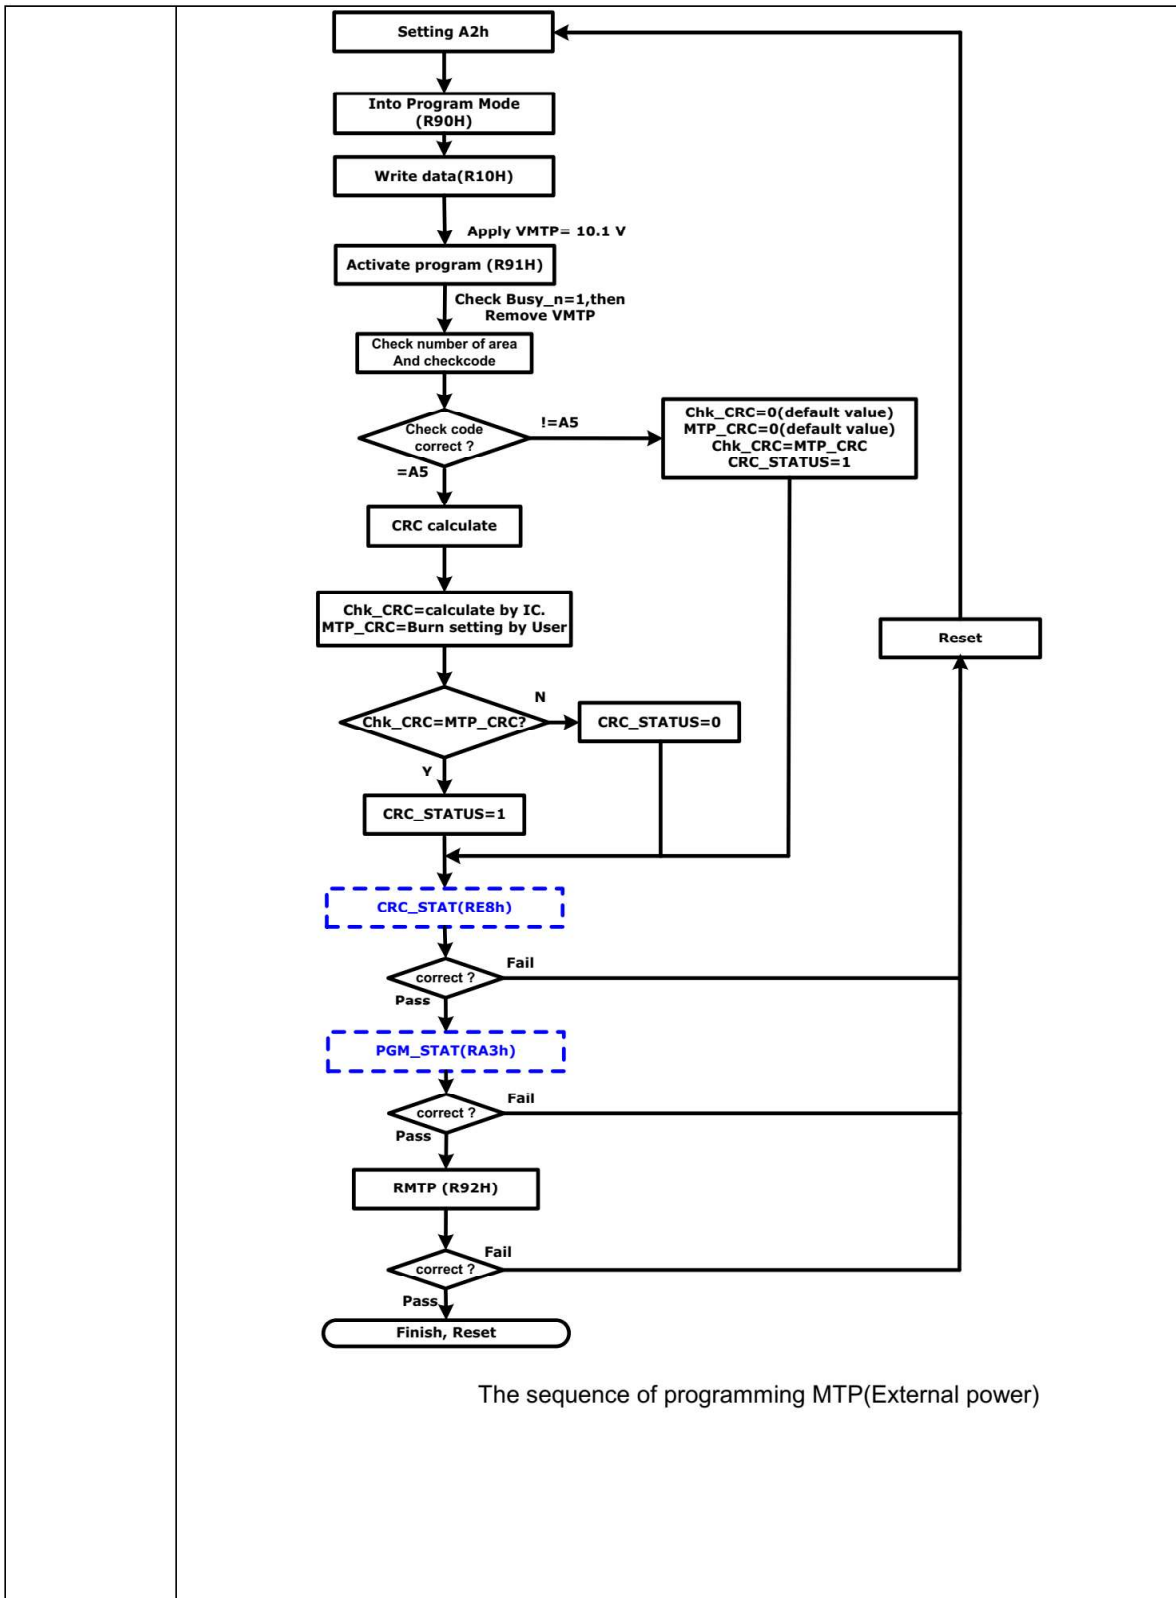 Setting A2h
Into Program Mode
(R90H)
Write data(R10H)
Apply VMTP= 10.1 V
Activate program (R91H)
Check Busy_n=1,then
Remove VMTP
Check number of area
And checkcode
Check code
correct ?
!=A5
=A5
Chk_CRC=0(default value)
MTP_CRC=0(default value)
Chk_CRC=MTP_CRC
CRC_STATUS=1
CRC calculate
Chk_CRC=calculate by IC.
MTP_CRC=Burn setting by User
Reset
Chk_CRC=MTP_CRC?
N
CRC_STATUS=0
Y
CRC_STATUS=1
CRC_STAT(RE8h)
correct ?
Fail
Pass
PGM_STAT(RA3h)
correct ?
Fail
Pass
RMTP (R92H)
correct ?
Fail
Pass
Finish, Reset
The sequence of programming MTP(External power)